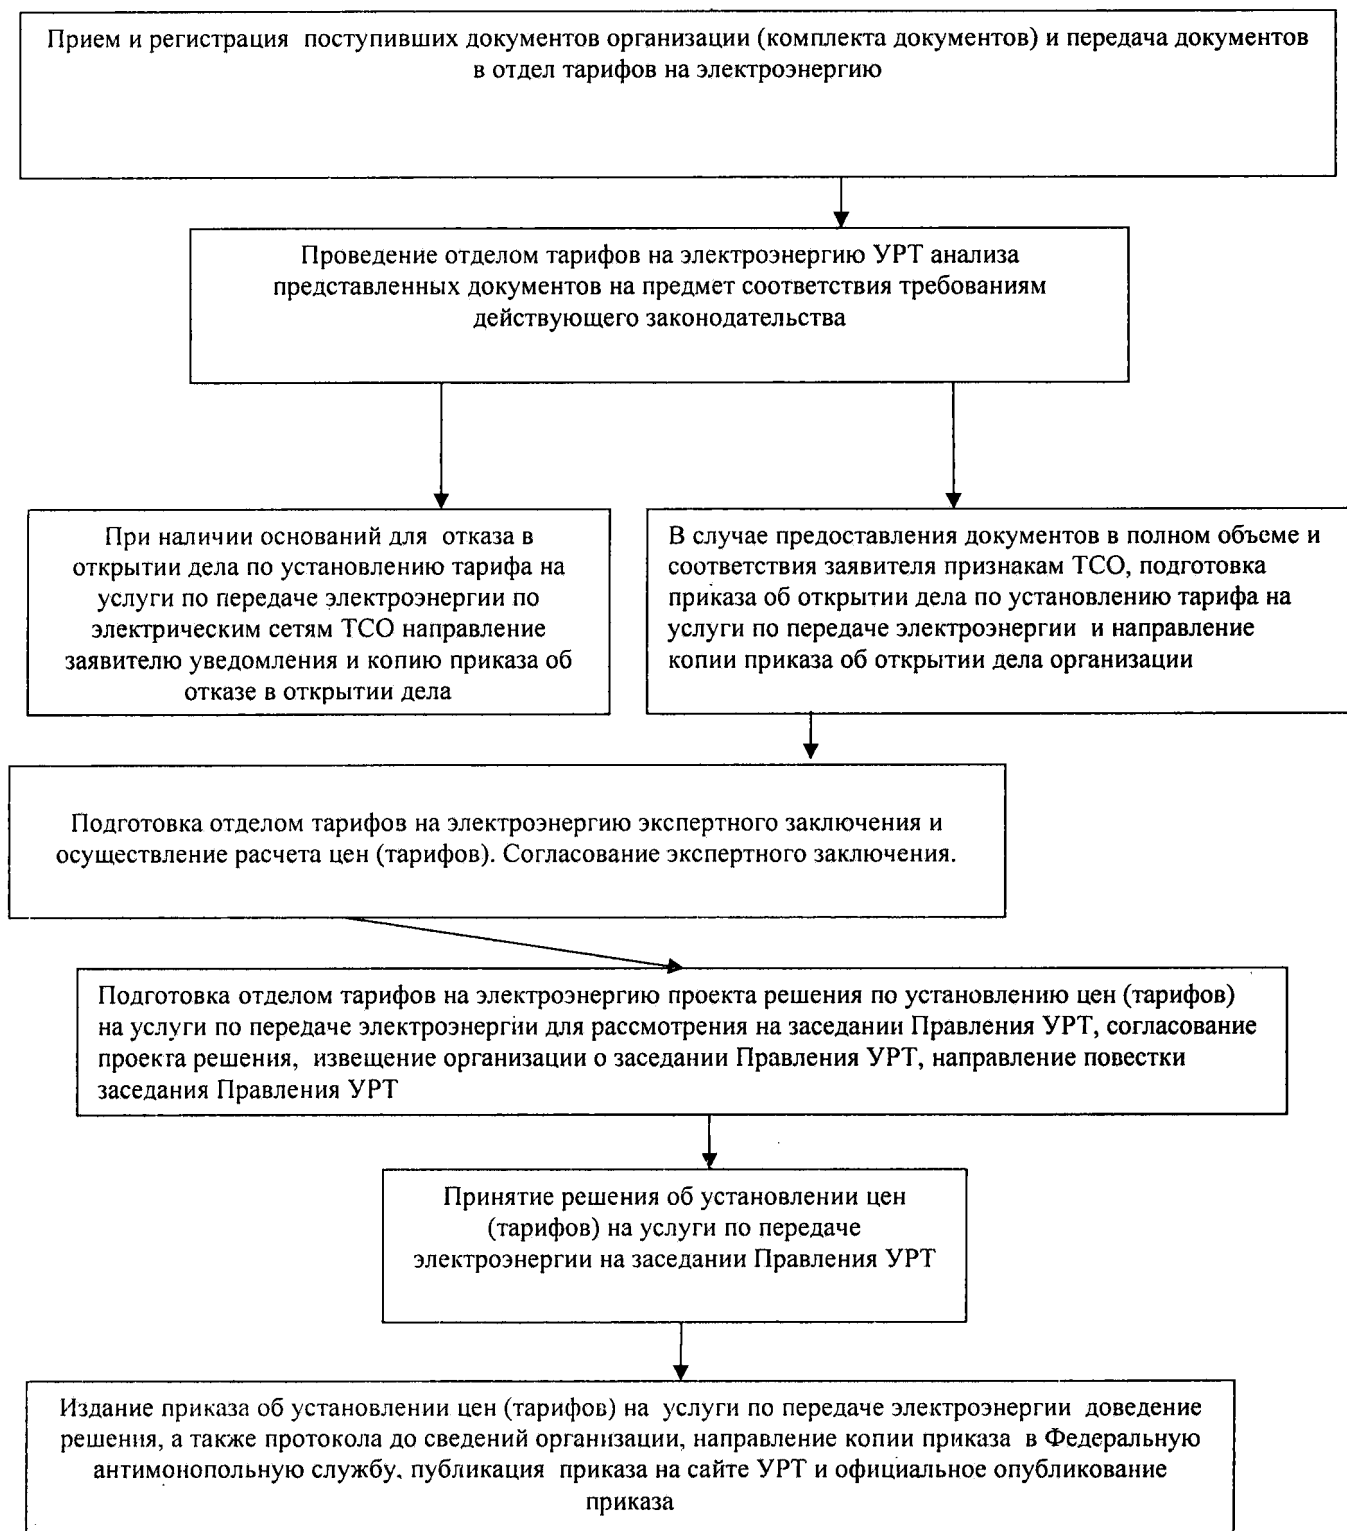 Прием и регистрация поступивших документов организации (комплекта документов) и передача документов
в отдел тарифов на электроэнергию
Проведение отделом тарифов на электроэнергию УРТ анализа
представленных документов на предмет соответствия требованиям
действующего законодательства
При наличии оснований для отказа в
открытии дела по установлению тарифа на
услуги по передаче электроэнергии по
электрическим сетям ТСО направление
заявителю уведомления и копию приказа об
отказе в открытии дела
В случае предоставления документов в полном объеме и
соответствия заявителя признакам ТСО, подготовка
приказа об открытии дела по установлению тарифа на
услуги по передаче электроэнергии и направление
копии приказа об открытии дела организации
Подготовка отделом тарифов на электроэнергию экспертного заключения и
осуществление расчета цен (тарифов). Согласование экспертного заключения.
Подготовка отделом тарифов на электроэнергию проекта решения по установлению цен (тарифов)
на услуги по передаче электроэнергии для рассмотрения на заседании Правления УРТ, согласование
проекта решения, извещение организации о заседании Правления УРТ, направление повестки
заседания Правления УРТ
Принятие решения об установлении цен
(тарифов) на услуги по передаче
электроэнергии на заседании Правления УРТ
Издание приказа об установлении цен (тарифов) на услуги по передаче электроэнергии доведение
решения, а также протокола до сведений организации, направление копии приказа в Федеральную
антимонопольную службу, публикация приказа на сайте УРТ и официальное опубликование
приказа